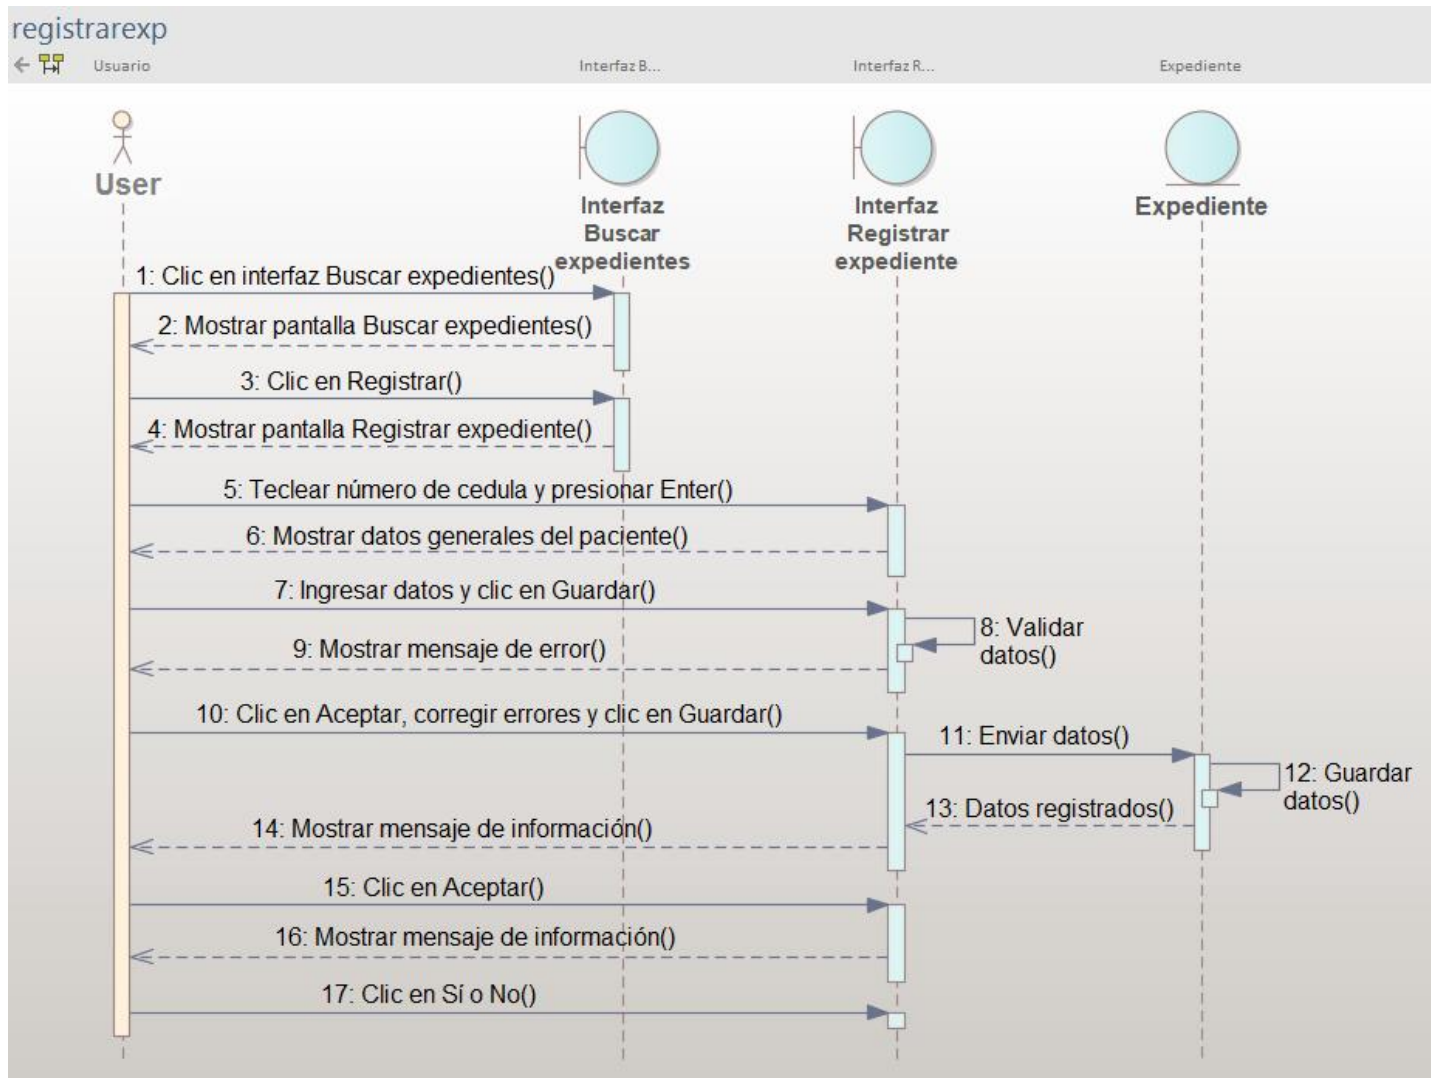 registrarexp
Usuario
Interfaz B...
Interfaz R...
Expediente
User
Interfaz
Buscar
expedientes
Interfaz
Registrar
expediente
Expediente
1: Clic en interfaz Buscar expedientes()
2: Mostrar pantalla Buscar expedientes()
3: Clic en Registrar()
4: Mostrar pantalla Registrar expediente()
5: Teclear número de cedula y presionar Enter()
6: Mostrar datos generales del paciente()
7: Ingresar datos y clic en Guardar()
8: Validar
datos()
9: Mostrar mensaje de error()
10: Clic en Aceptar, corregir errores y clic en Guardar()
11: Enviar datos()
12: Guardar
datos()
13: Datos registrados()
14: Mostrar mensaje de información()
15: Clic en Aceptar()
16: Mostrar mensaje de información()
17: Clic en Sí o No()